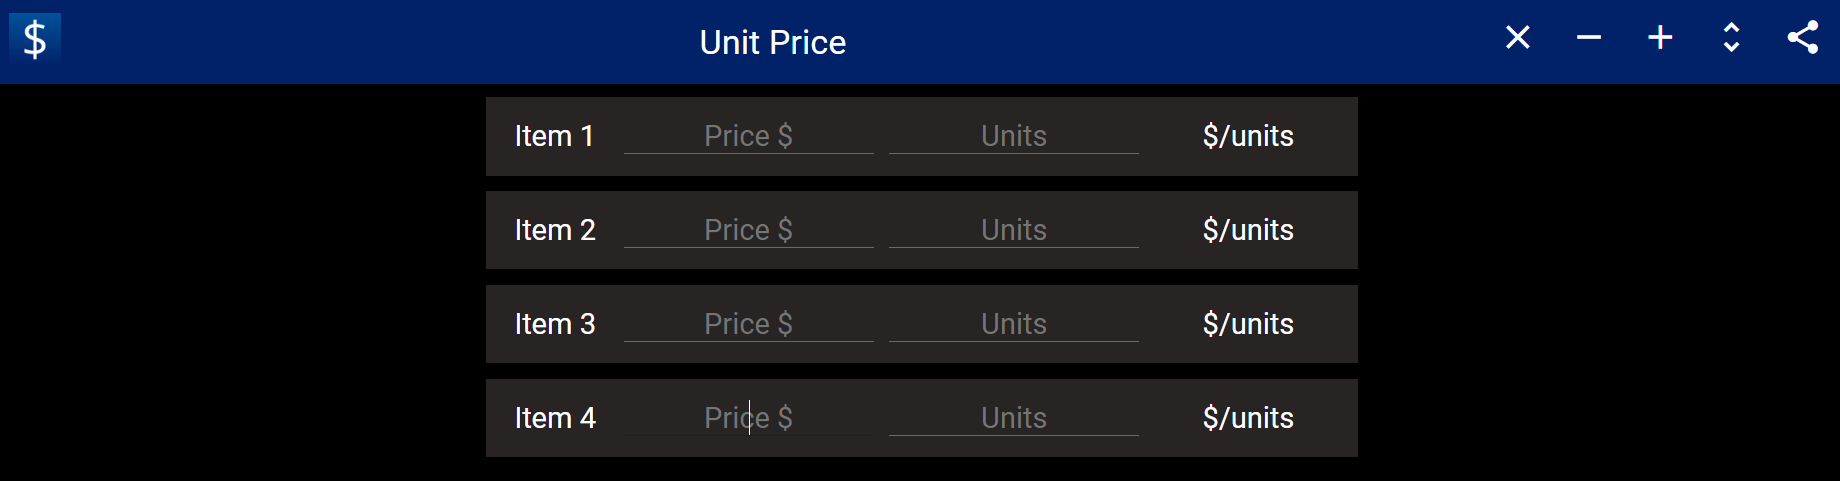 $ Unit Price
Item 1 Price $ Units $/units
Item 2 Price $ Units $/units
Item 3 Price $ Units $/units
Item 4 Price $ Units $/units